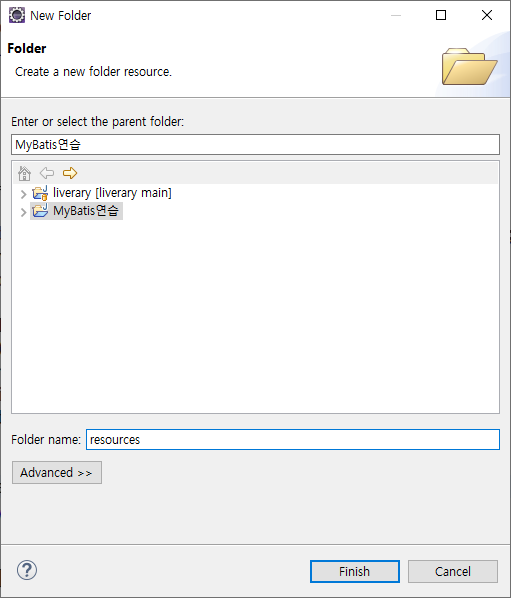 New Folder
Folder
Create a new folder resource.
Enter or select the parent folder:
MyBatis연습
liverary [liverary main]
MyBatis연습
Folder name: resources
Advanced >>
Finish Cancel